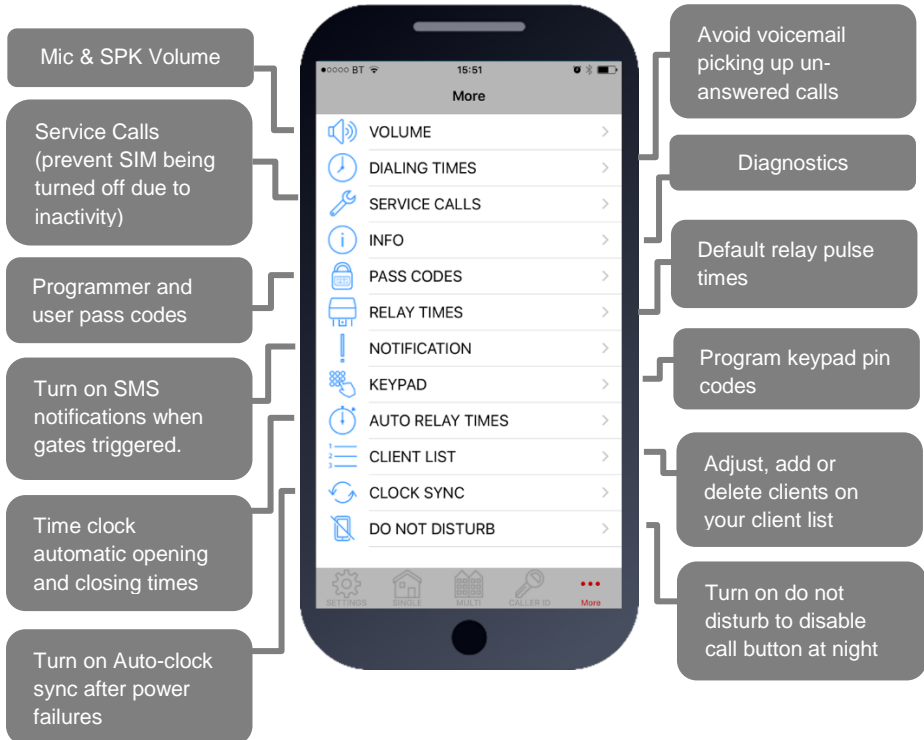 Mic & SPK Volume
Service Calls
(prevent SIM being
turned off due to
inactivity)
Programmer and
user pass codes
Turn on SMS
notifications when
gates triggered.
Time clock
automatic opening
and closing times
Turn on Auto-clock
sync after power
failures
BT
15:51
More
VOLUME
DIALING TIMES
SERVICE CALLS
INFO
PASS CODES
RELAY TIMES
NOTIFICATION
KEYPAD
AUTO RELAY TIMES
CLIENT LIST
CLOCK SYNC
DO NOT DISTURB
SETTINGS SINGLE MULTI CALLER ID More
Avoid voicemail
picking up un-
answered calls
Diagnostics
Default relay pulse
times
Program keypad pin
codes
Adjust, add or
delete clients on
your client list
Turn on do not
disturb to disable
call button at night